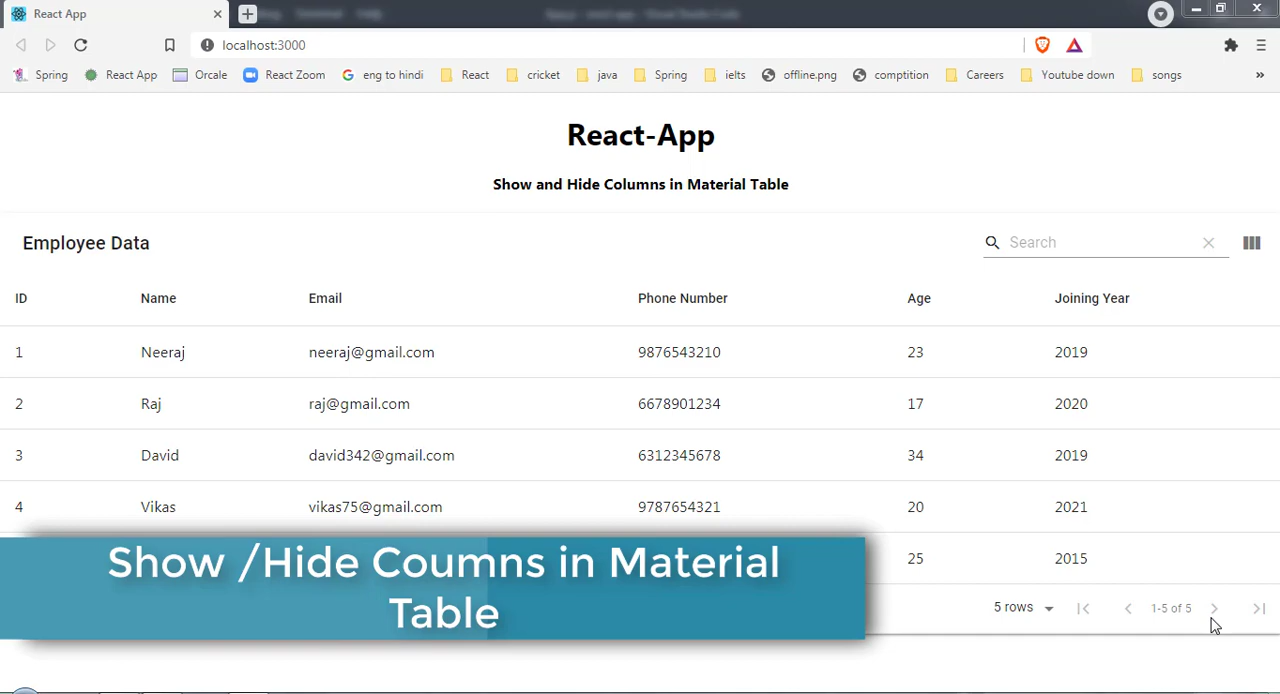 React App
localhost:3000
Spring React App Orcale React Zoom eng to hindi React cricket java Spring ielts offline.png comptition Careers Youtube down songs »
React-App
Show and Hide Columns in Material Table
Employee Data Search
ID Name Email Phone Number Age Joining Year
1 Neeraj neeraj@gmail.com 9876543210 23 2019
2 Raj raj@gmail.com 6678901234 17 2020
3 David david342@gmail.com 6312345678 34 2019
4 Vikas vikas75@gmail.com 9787654321 20 2021
25 2015
Show /Hide Coumns in Material
Table
5 rows 1-5 of 5